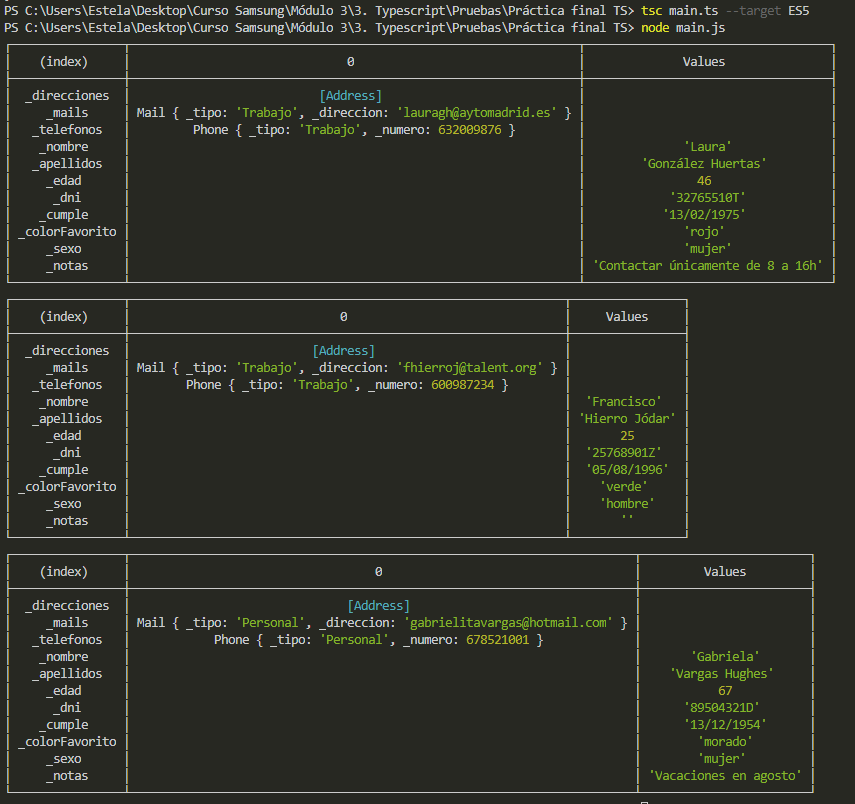 PS C:\Users\Estela\Desktop\Curso Samsung\Módulo 3\3. Typescript\Pruebas\Práctica final TS> tsc main.ts --target ES5
PS C:\Users\Estela\Desktop\Curso Samsung\Módulo 3\3. Typescript\Pruebas\Práctica final TS> node main.js
(index) 0 Values
_direcciones [Address]
_mails Mail { _tipo: 'Trabajo', _direccion: 'lauragh@aytomadrid.es' }
_telefonos Phone { _tipo: 'Trabajo', _numero: 632009876 }
_nombre 'Laura'
_apellidos 'González Huertas'
_edad 46
_dni '32765510T'
_cumple '13/02/1975'
_colorFavorito 'rojo'
_sexo 'mujer'
_notas 'Contactar únicamente de 8 a 16h'
(index) 0 Values
_direcciones [Address]
_mails Mail { _tipo: 'Trabajo', _direccion: 'fhierroj@talent.org' }
_telefonos Phone { _tipo: 'Trabajo', _numero: 600987234 }
_nombre 'Francisco'
_apellidos 'Hierro Jódar'
_edad 25
_dni '25768901Z'
_cumple '05/08/1996'
_colorFavorito 'verde'
_sexo 'hombre'
_notas ''
(index) 0 Values
_direcciones [Address]
_mails Mail { _tipo: 'Personal', _direccion: 'gabrielitavargas@hotmail.com' }
_telefonos Phone { _tipo: 'Personal', _numero: 678521001 }
_nombre 'Gabriela'
_apellidos 'Vargas Hughes'
_edad 67
_dni '89504321D'
_cumple '13/12/1954'
_colorFavorito 'morado'
_sexo 'mujer'
_notas 'Vacaciones en agosto'